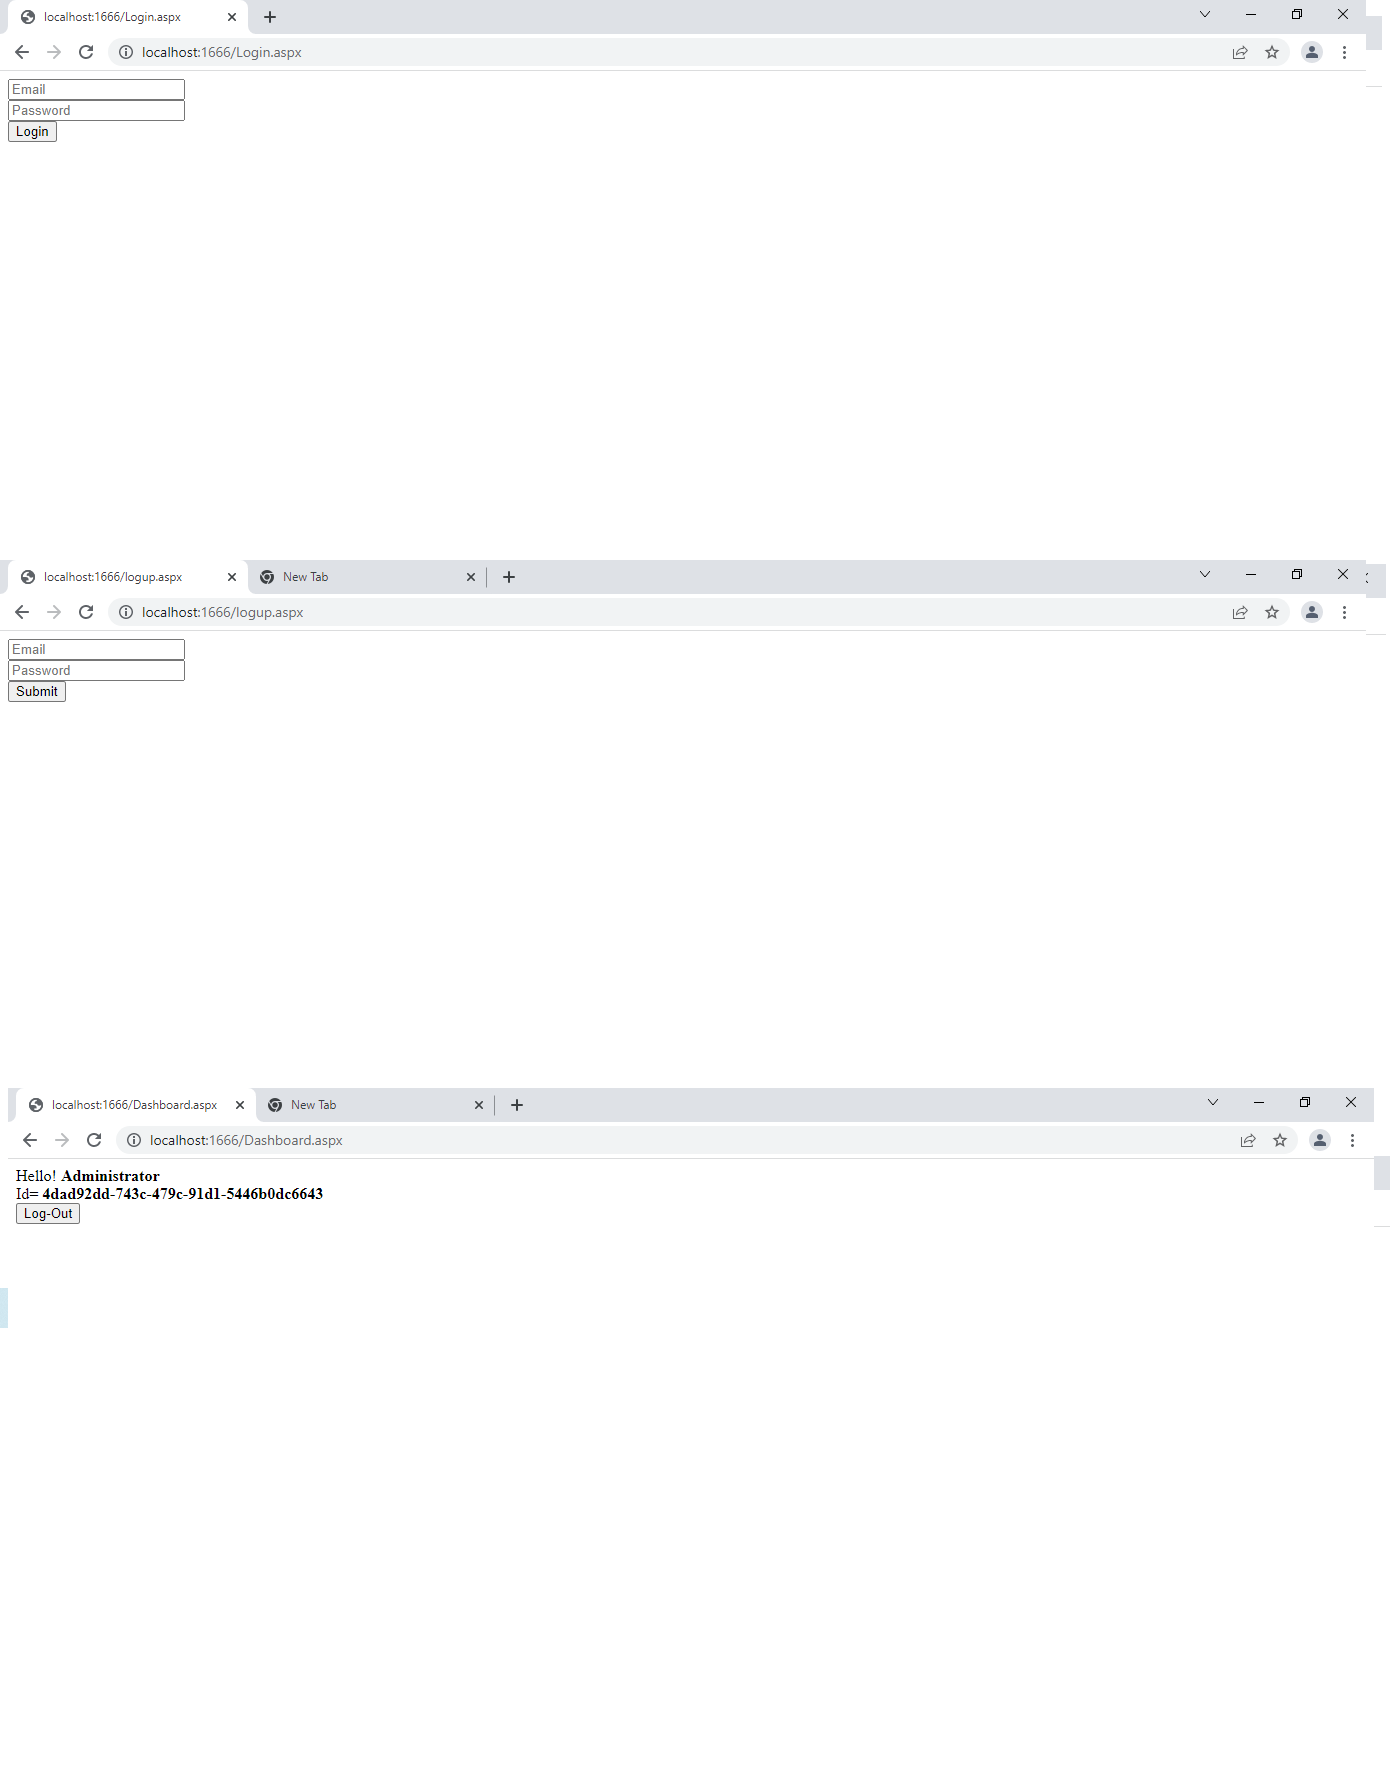 localhost:1666/Login.aspx
localhost:1666/Login.aspx
Email
Password
Login
localhost:1666/logup.aspx New Tab
localhost:1666/logup.aspx
Email
Password
Submit
localhost:1666/Dashboard.aspx New Tab
localhost:1666/Dashboard.aspx
Hello! Administrator
Id= 4dad92dd-743c-479c-91d1-5446b0dc6643
Log-Out